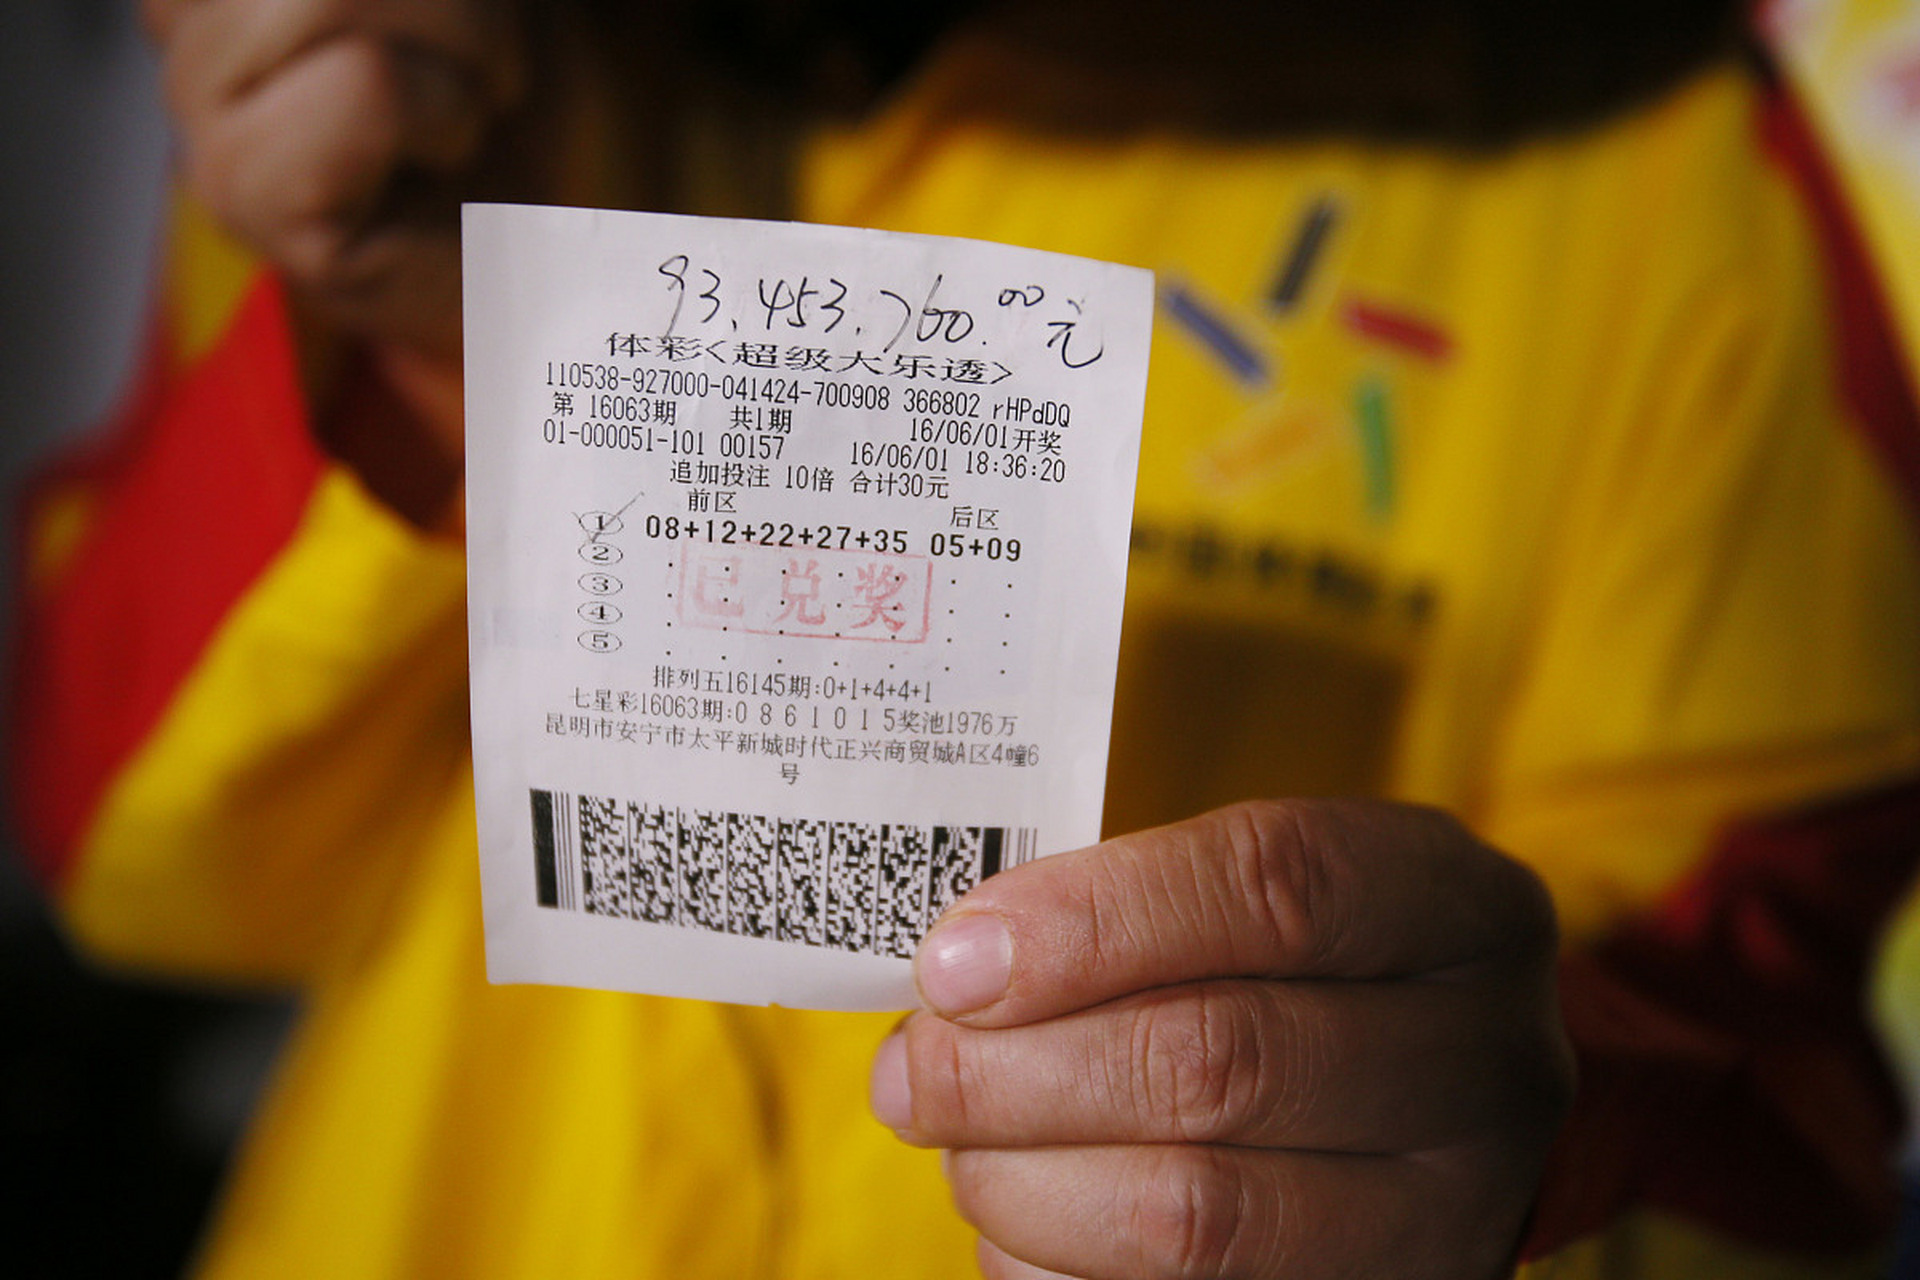 93,453,760.00元
体彩<超级大乐透>
110538-927000-041424-700908 366802 rHPdDQ
第 16063期 共1期 16/06/01开奖
01-000051-101 00157 16/06/01 18:36:20
追加投注 10倍 合计30元
前区 后区
① 08+12+22+27+35 05+09
②
③
④
⑤
已兑奖
排列五16145期:0+1+4+4+1
七星彩16063期:0 8 6 1 0 1 5奖池1976万
昆明市安宁市太平新城时代正兴商贸城A区4幢6
号